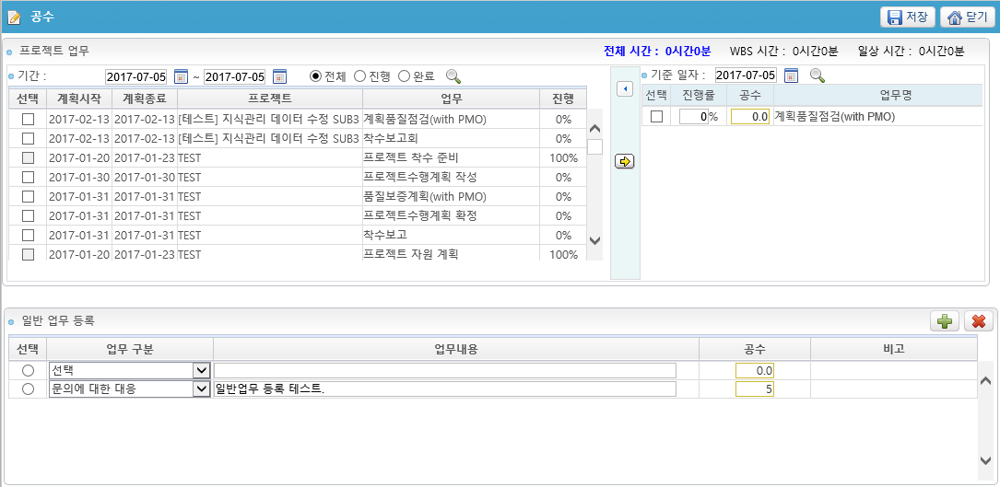 공수 저장 닫기
프로젝트 업무 전체 시간 : 0시간0분 WBS 시간 : 0시간0분 일상 시간 : 0시간0분
기간 : 2017-07-05 ~ 2017-07-05 전체 진행 완료
선택 계획시작 계획종료 프로젝트 업무 진행
2017-02-13 2017-02-13 [테스트] 지식관리 데이터 수정 SUB3 계획품질점검(with PMO) 0%
2017-02-13 2017-02-13 [테스트] 지식관리 데이터 수정 SUB3 착수보고회 0%
2017-01-20 2017-01-23 TEST 프로젝트 착수 준비 100%
2017-01-30 2017-01-30 TEST 프로젝트수행계획 작성 0%
2017-01-31 2017-01-31 TEST 품질보증계획(with PMO) 0%
2017-01-31 2017-01-31 TEST 프로젝트수행계획 확정 0%
2017-01-31 2017-01-31 TEST 착수보고 0%
2017-01-20 2017-01-23 TEST 프로젝트 자원 계획 100%
기준 일자 : 2017-07-05
선택 진행률 공수 업무명
0% 0.0 계획품질점검(with PMO)
일반 업무 등록
선택 업무 구분 업무내용 공수 비고
선택 0.0
문의에 대한 대응 일반업무 등록 테스트. 5